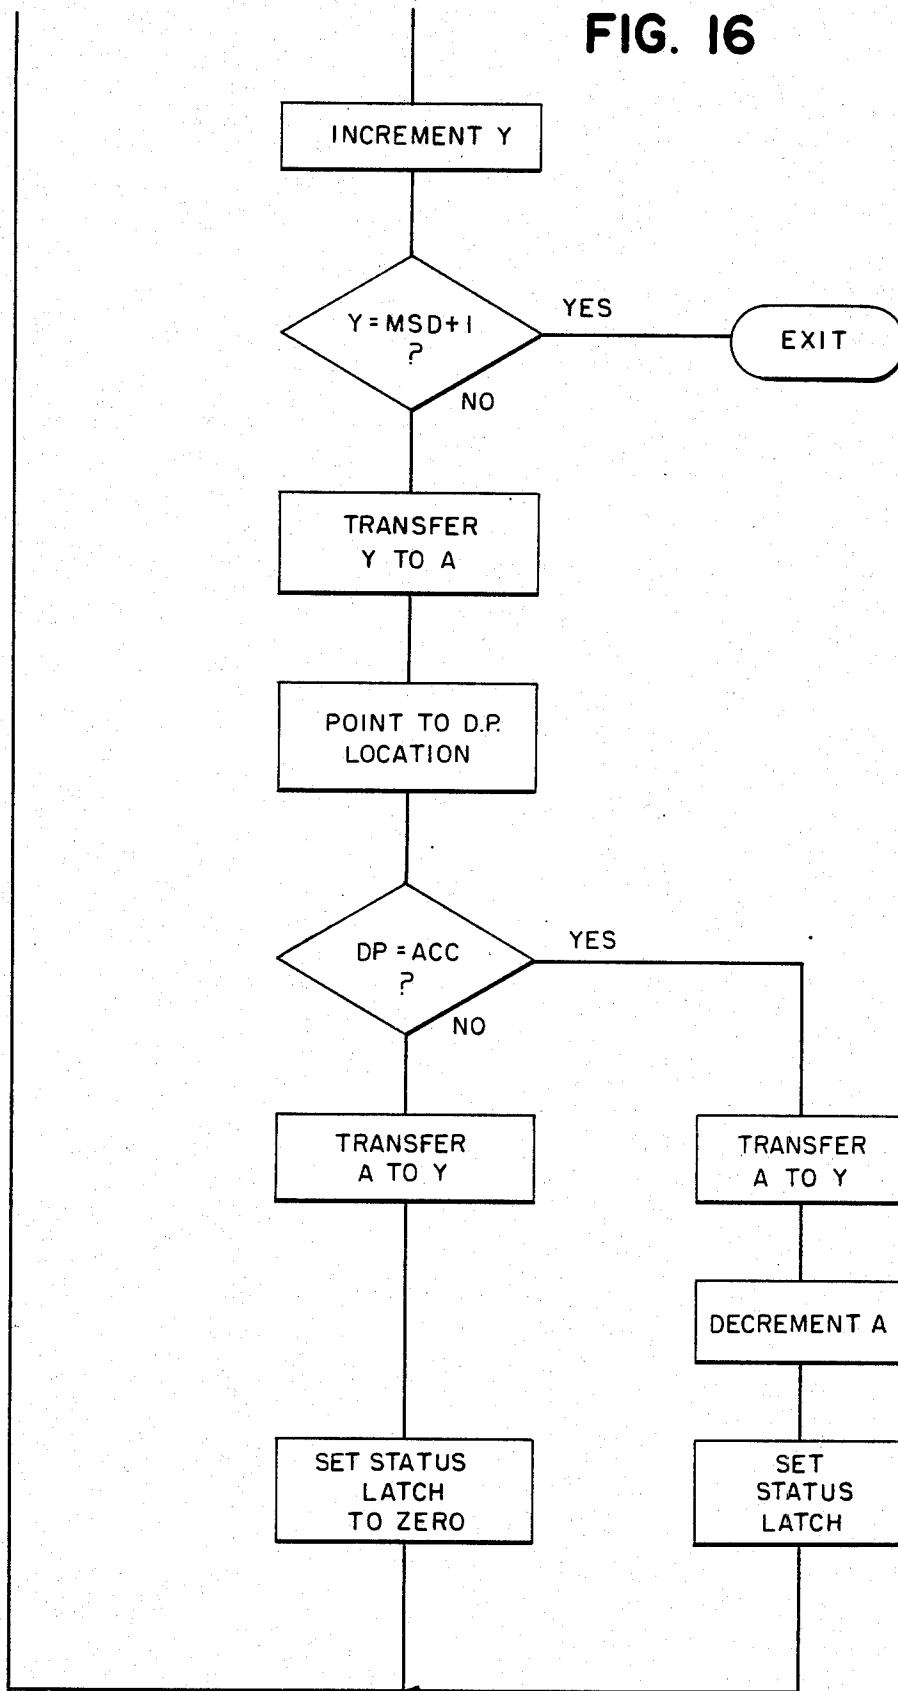 FIG. 16
INCREMENT Y
Y = MSD+1
?
YES
EXIT
NO
TRANSFER
Y TO A
POINT TO D.P.
LOCATION
DP = ACC
?
YES
NO
TRANSFER
A TO Y
TRANSFER
A TO Y
DECREMENT A
SET STATUS
LATCH
TO ZERO
SET
STATUS
LATCH